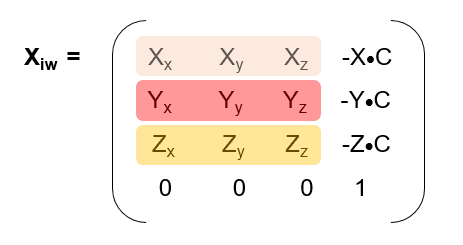 Xx Xy Xz -X•C
Xiw = Yx Yy Yz -Y•C
Zx Zy Zz -Z•C
0 0 0 1